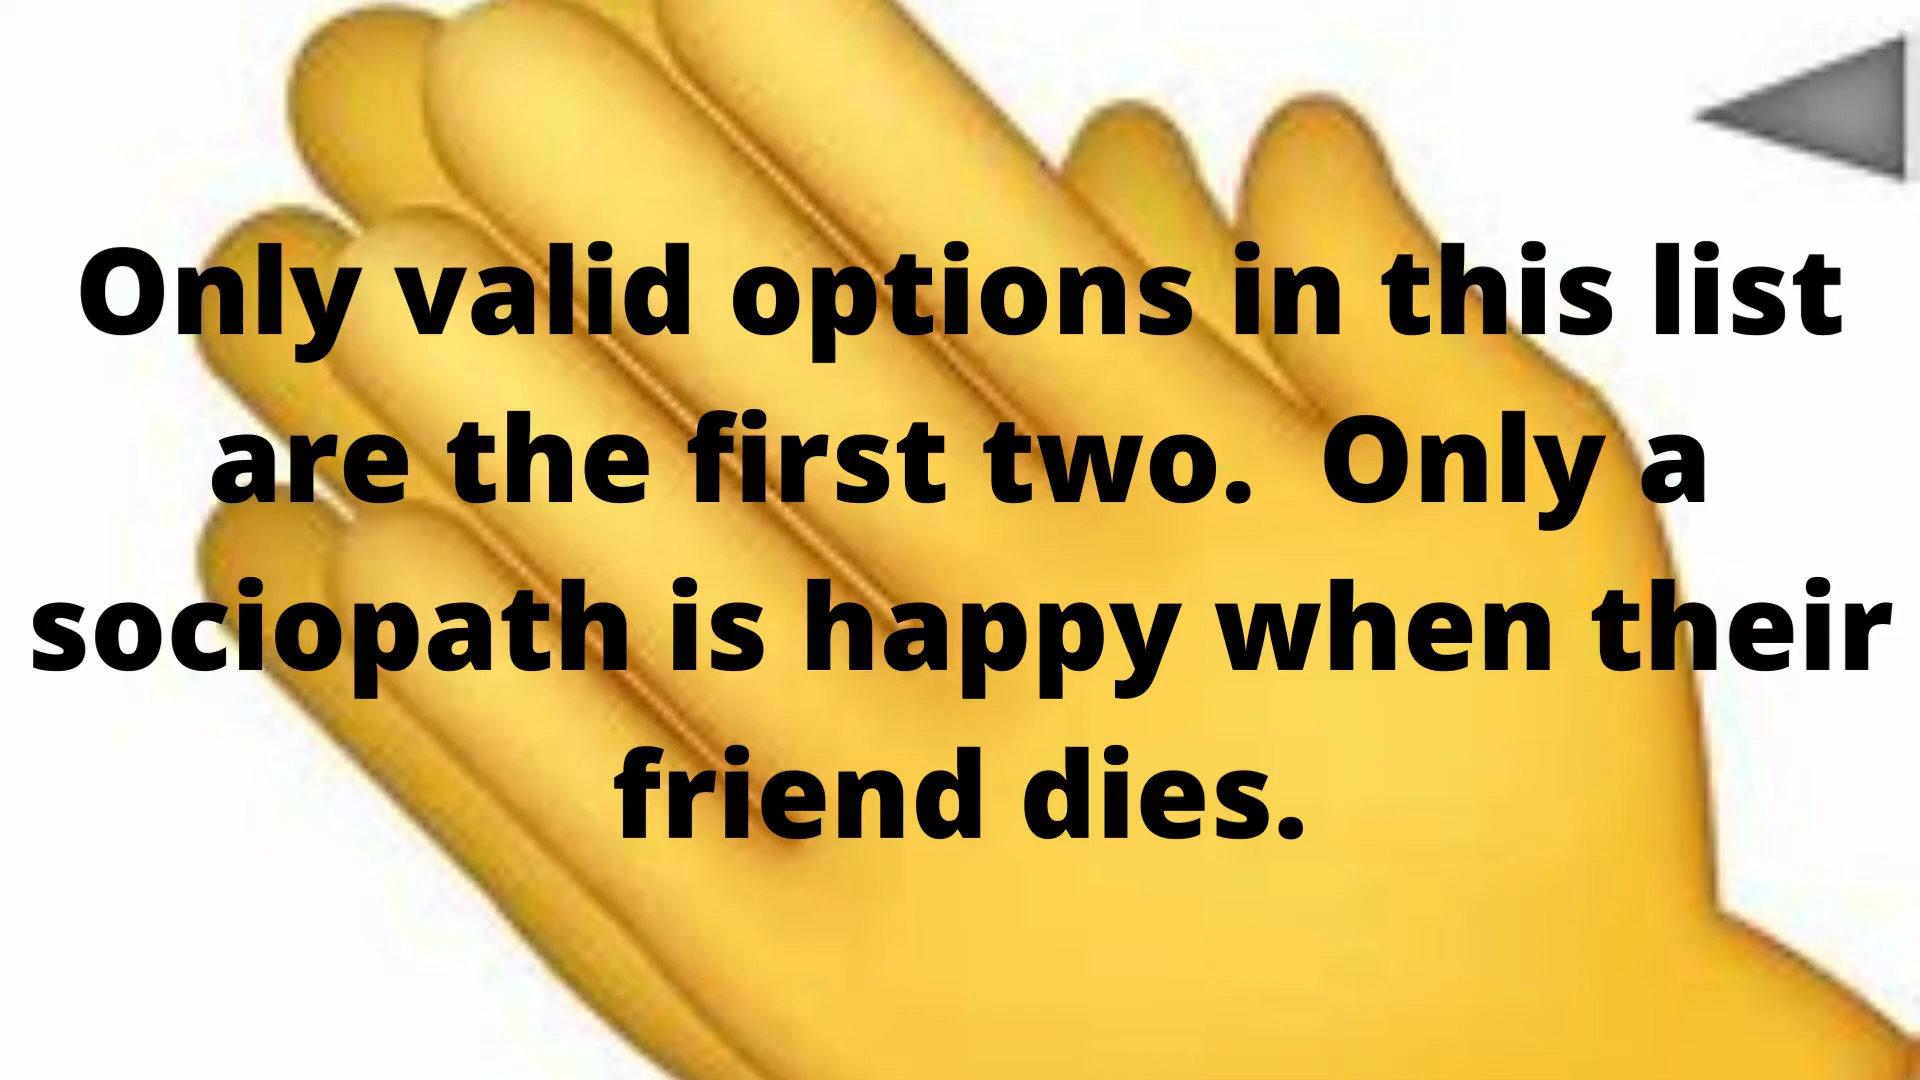 Only valid options in this list
are the first two.  Only a
sociopath is happy when their
friend dies.